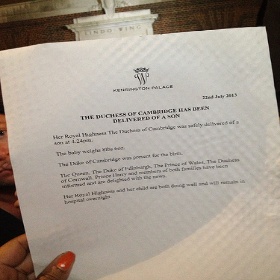 LINDO WING
KENSINGTON PALACE
22nd July 2013
THE DUCHESS OF CAMBRIDGE HAS BEEN
DELIVERED OF A SON
Her Royal Highness The Duchess of Cambridge was safely delivered of a
son at 4.24pm.
The baby weighs 8lbs 6oz.
The Duke of Cambridge was present for the birth.
The Queen, The Duke of Edinburgh, The Prince of Wales, The Duchess
of Cornwall, Prince Harry and members of both families have been
informed and are delighted with the news.
Her Royal Highness and her child are both doing well and will remain in
hospital overnight.